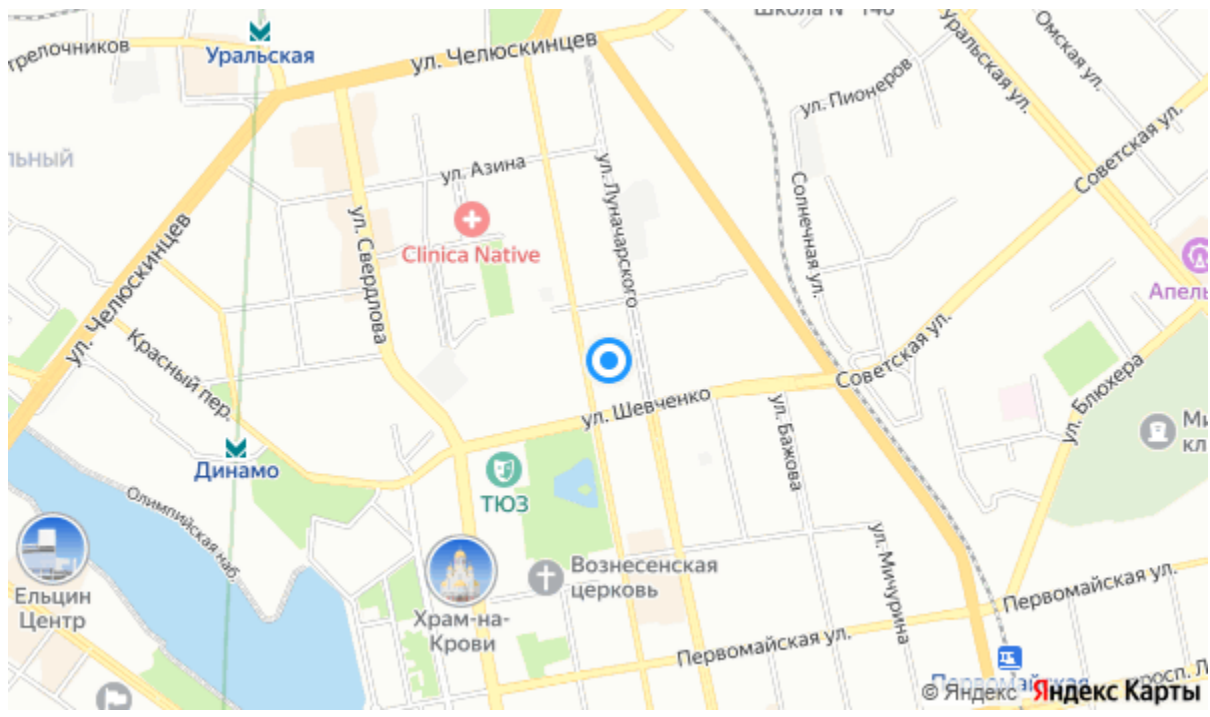 Уральская
ул. Челюскинцев
Уральская ул.
Омская ул.
ул. Пионеров
Советская ул.
ул. Азина
ул. Луначарского
Солнечная ул.
Clinica Native
ул. Свердлова
ул. Челюскинцев
Красный пер.
Советская ул.
ул. Блюхера
ул. Шевченко
ул. Бажова
Динамо
ТЮЗ
Олимпийская наб.
Ельцин
Центр
Храм-на-
Крови
Вознесенская
церковь
ул. Мичурина
Первомайская ул.
Первомайская ул.
Первомайская
© Яндекс Яндекс Карты